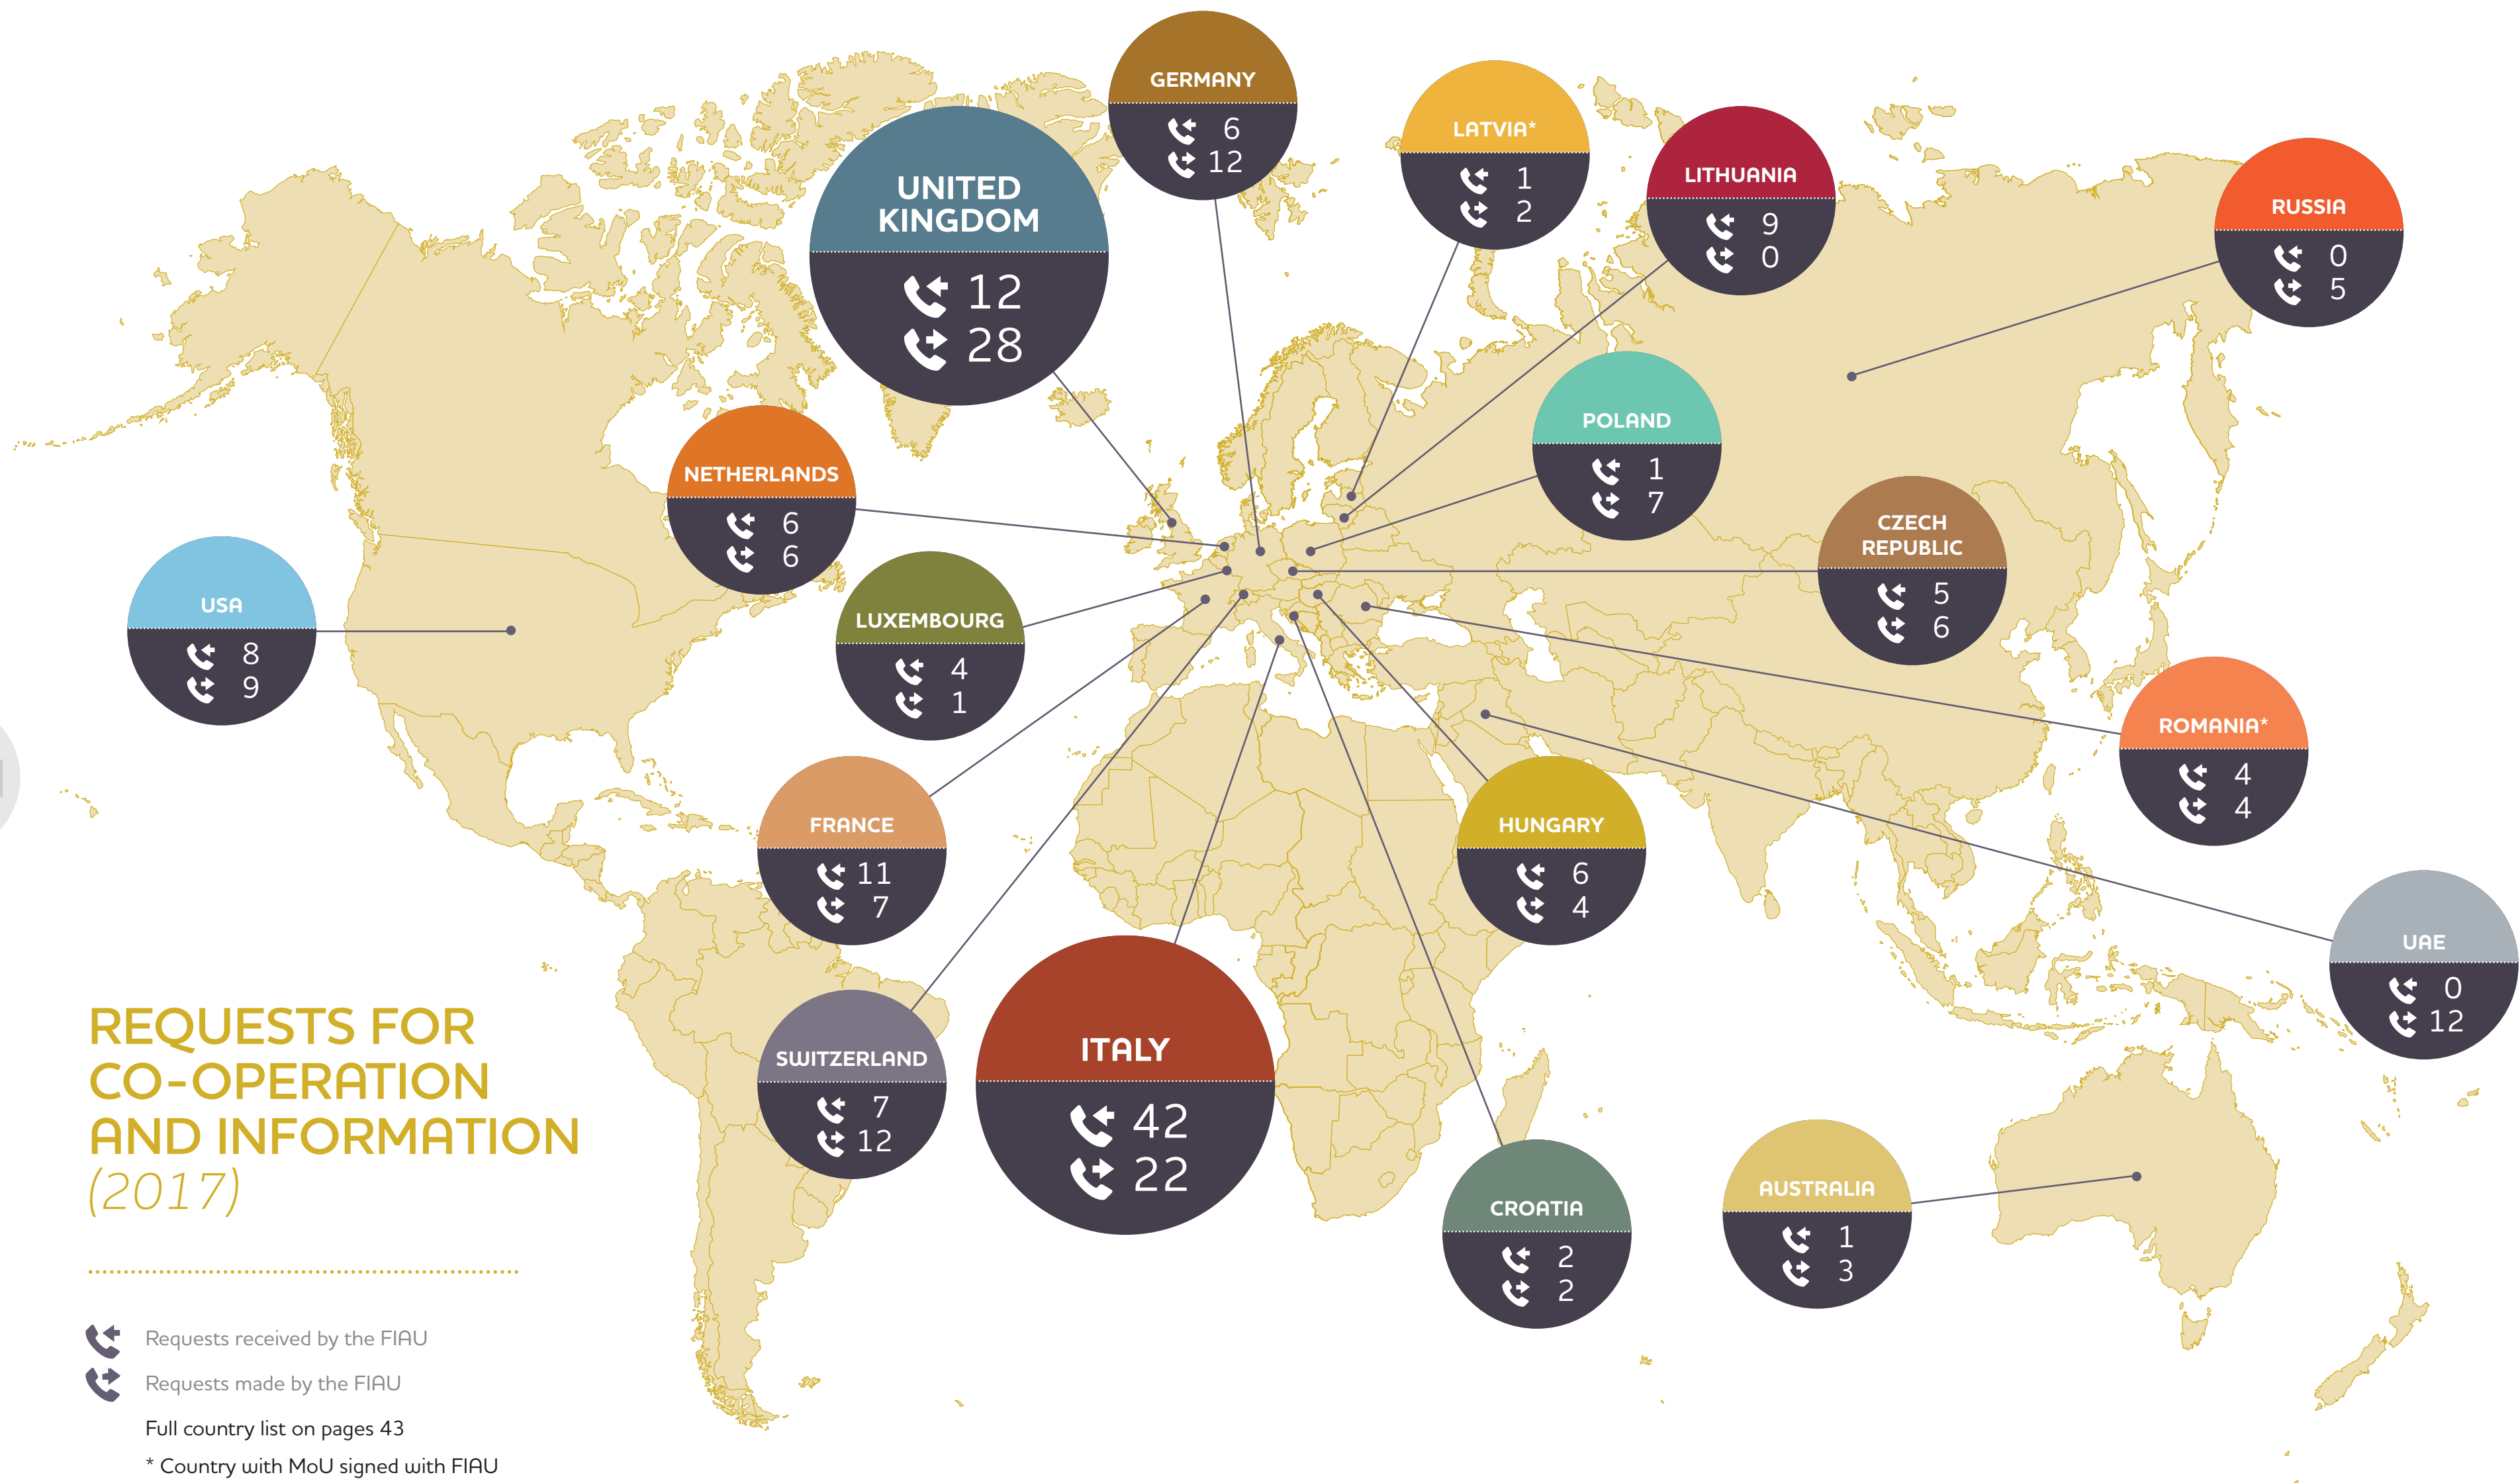 GERMANY
6
12
LATVIA*
1
2
UNITED
KINGDOM
12
28
LITHUANIA
9
0
RUSSIA
0
5
POLAND
1
7
NETHERLANDS
6
6
CZECH
REPUBLIC
5
6
USA
8
9
LUXEMBOURG
4
1
ROMANIA*
4
4
FRANCE
11
7
HUNGARY
6
4
UAE
0
12
SWITZERLAND
7
12
ITALY
42
22
CROATIA
2
2
AUSTRALIA
1
3
REQUESTS FOR
CO-OPERATION
AND INFORMATION
(2017)
Requests received by the FIAU
Requests made by the FIAU
Full country list on pages 43
* Country with MoU signed with FIAU